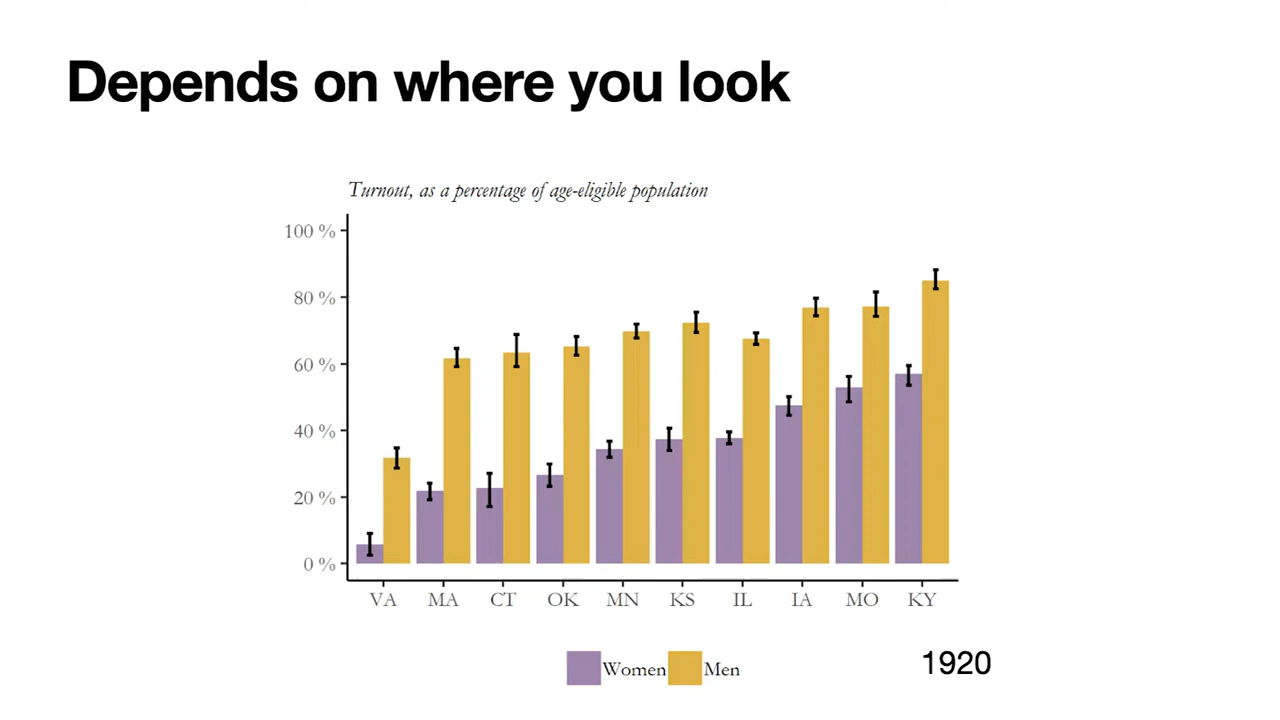 Depends on where you look
Turnout, as a percentage of age-eligible population
100 %
80 %
60 %
40 %
20 %
0 %
VA MA CT OK MN KS IL IA MO KY
Women Men
1920